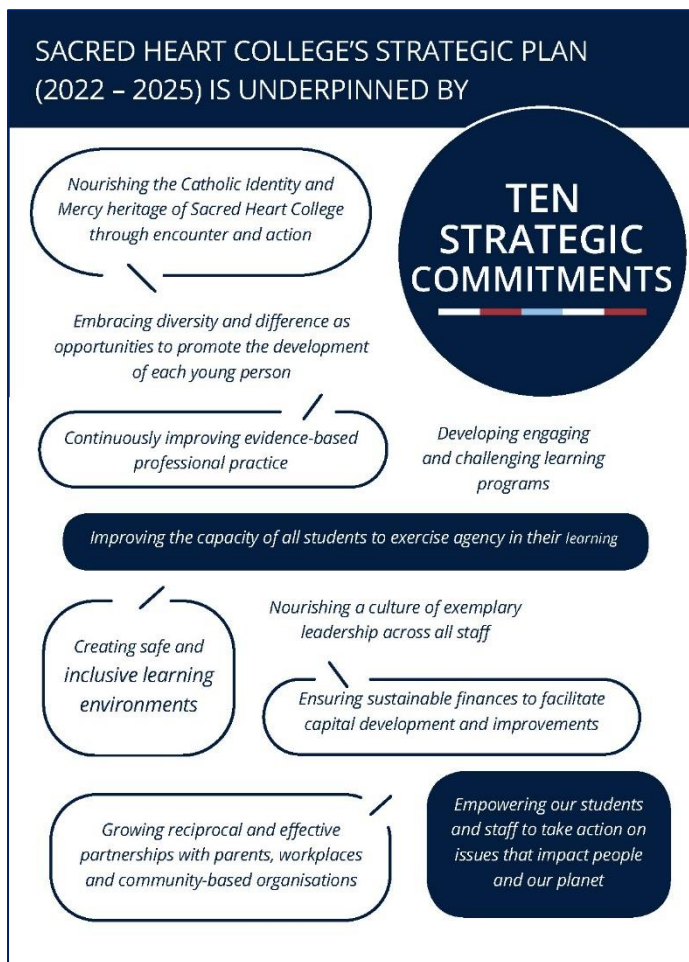 SACRED HEART COLLEGE'S STRATEGIC PLAN
(2022 – 2025) IS UNDERPINNED BY
TEN
STRATEGIC
COMMITMENTS
Nourishing the Catholic Identity and
Mercy heritage of Sacred Heart College
through encounter and action
Embracing diversity and difference as
opportunities to promote the development
of each young person
Continuously improving evidence-based
professional practice
Developing engaging
and challenging learning
programs
Improving the capacity of all students to exercise agency in their learning
Creating safe and
inclusive learning
environments
Nourishing a culture of exemplary
leadership across all staff
Ensuring sustainable finances to facilitate
capital development and improvements
Growing reciprocal and effective
partnerships with parents, workplaces
and community-based organisations
Empowering our students
and staff to take action on
issues that impact people
and our planet